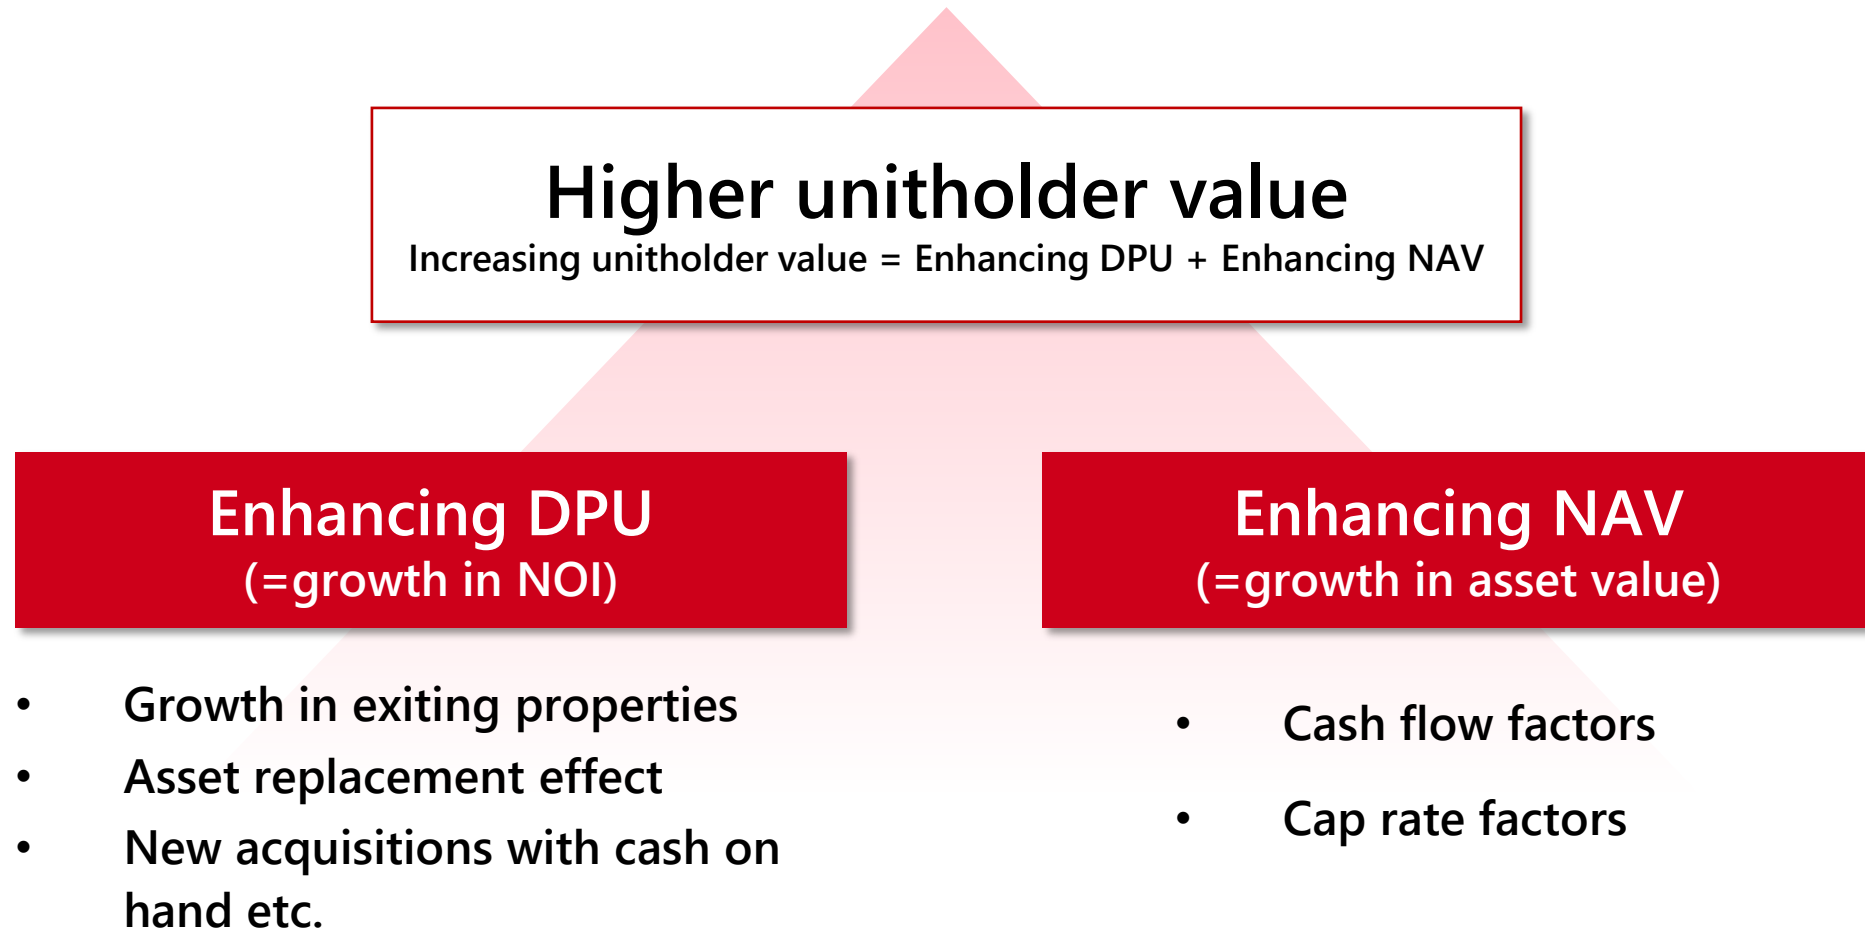 Higher unitholder value
Increasing unitholder value = Enhancing DPU + Enhancing NAV
Enhancing DPU
(=growth in NOI)
• Growth in exiting properties
• Asset replacement effect
• New acquisitions with cash on
hand etc.
Enhancing NAV
(=growth in asset value)
• Cash flow factors
• Cap rate factors